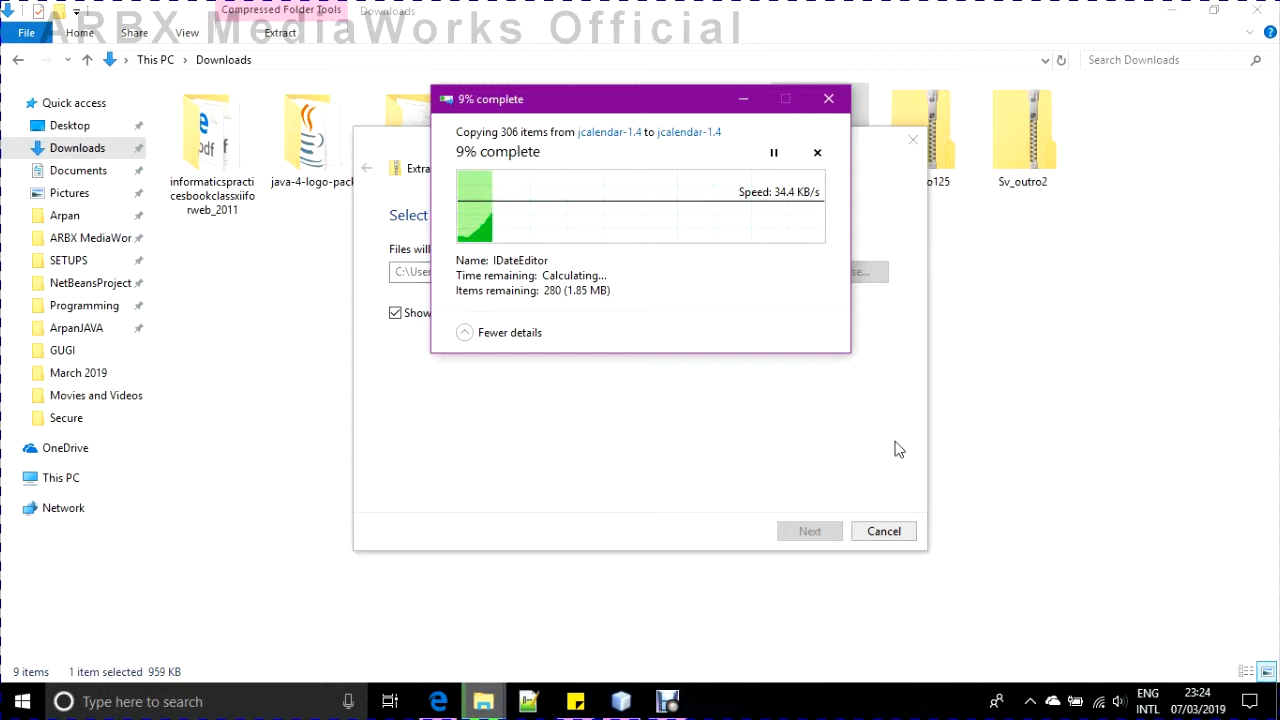 Compressed Folder Tools
Downloads
ARBX MediaWorks Official
File
Home
Share
View
Extract
This PC
Downloads
Search Downloads
Quick access
Desktop
Downloads
Documents
Pictures
Arpan
ARBX MediaWor
SETUPS
NetBeansProject
Programming
ArpanJAVA
GUGI
March 2019
Movies and Videos
Secure
OneDrive
This PC
Network
informaticspracti
cesbookclassxiifo
rweb_2011
java-4-logo-pac
o125
Sv_outro2
Extra
Select
Files will
C:\User
se...
Show
Next
Cancel
9% complete
Copying 306 items from jcalendar-1.4 to jcalendar-1.4
9% complete
Speed: 34.4 KB/s
Name: IDateEditor
Time remaining: Calculating...
Items remaining: 280 (1.85 MB)
Fewer details
9 items
1 item selected 959 KB
Type here to search
ENG
INTL
23:24
07/03/2019